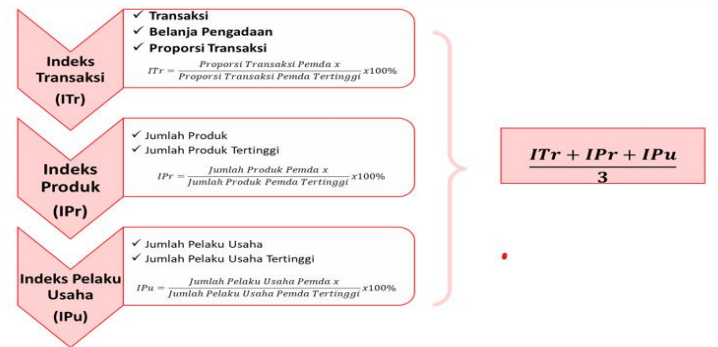 Indeks
Transaksi
(ITr)
✓ Transaksi
✓ Belanja Pengadaan
✓ Proporsi Transaksi
ITr = Proporsi Transaksi Pemda x / Proporsi Transaksi Pemda Tertinggi x100%
Indeks
Produk
(IPr)
✓ Jumlah Produk
✓ Jumlah Produk Tertinggi
IPr = Jumlah Produk Pemda x / Jumlah Produk Pemda Tertinggi x100%
Indeks Pelaku
Usaha
(IPu)
✓ Jumlah Pelaku Usaha
✓ Jumlah Pelaku Usaha Tertinggi
IPu = Jumlah Pelaku Usaha Pemda x / Jumlah Pelaku Usaha Pemda Tertinggi x100%
ITr + IPr + IPu
3